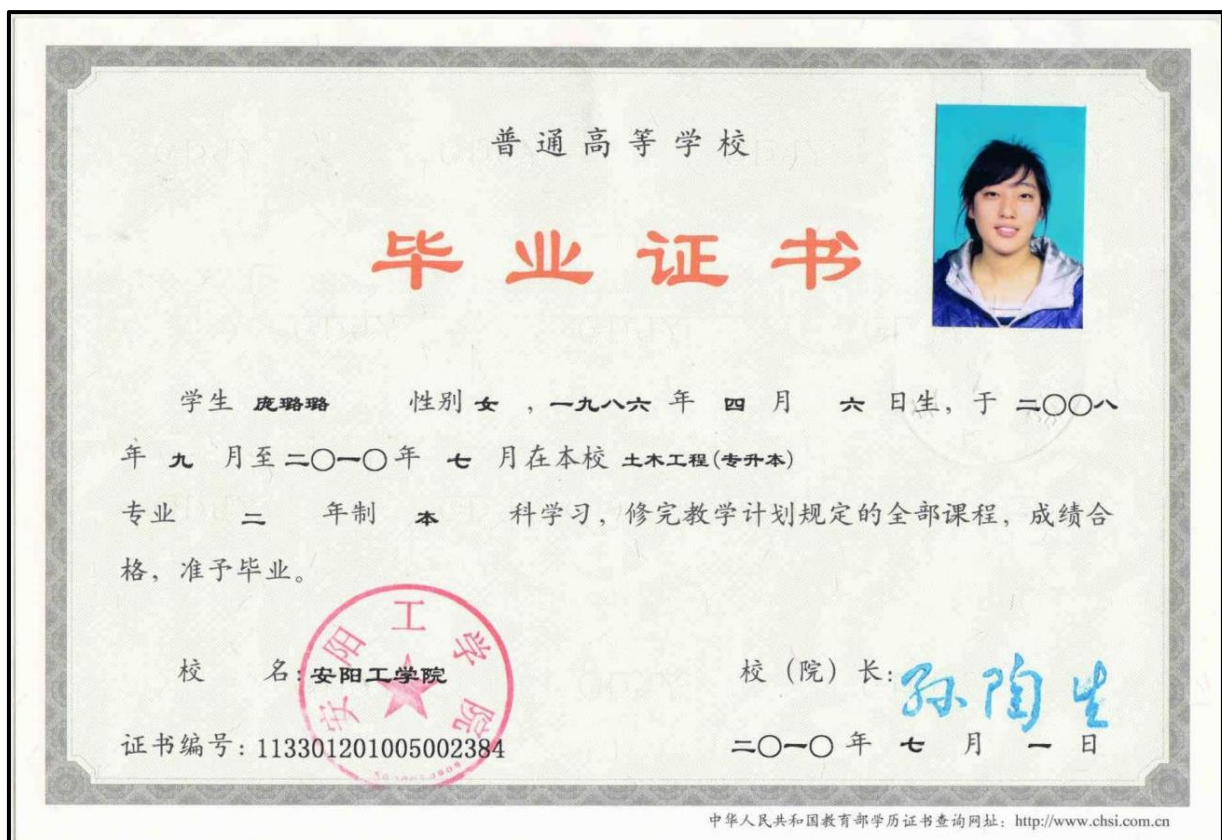 普通高等学校
毕业证书
学生 庞璐璐 性别 女 ，一九八六 年 四 月 六 日生，于 二〇〇八
年 九 月至 二〇一〇 年 七 月在本校 土木工程(专升本)
专业 二 年制 本 科学习，修完教学计划规定的全部课程，成绩合
格，准予毕业。
校 名：安阳工学院
校（院）长：孙陶生
安阳工学院
证书编号：113301201005002384
二〇一〇 年 七 月 一 日
中华人民共和国教育部学历证书查询网址：http://www.chsi.com.cn